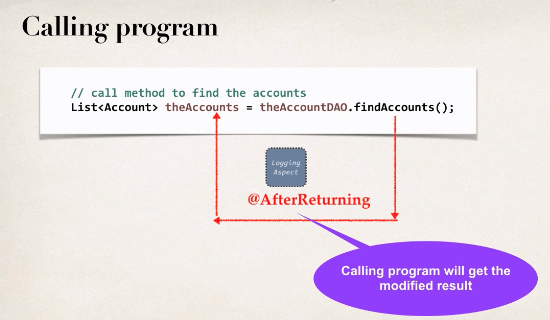 Calling program
// call method to find the accounts
List<Account> theAccounts = theAccountDAO.findAccounts();
Logging
Aspect
@AfterReturning
Calling program will get the
modified result